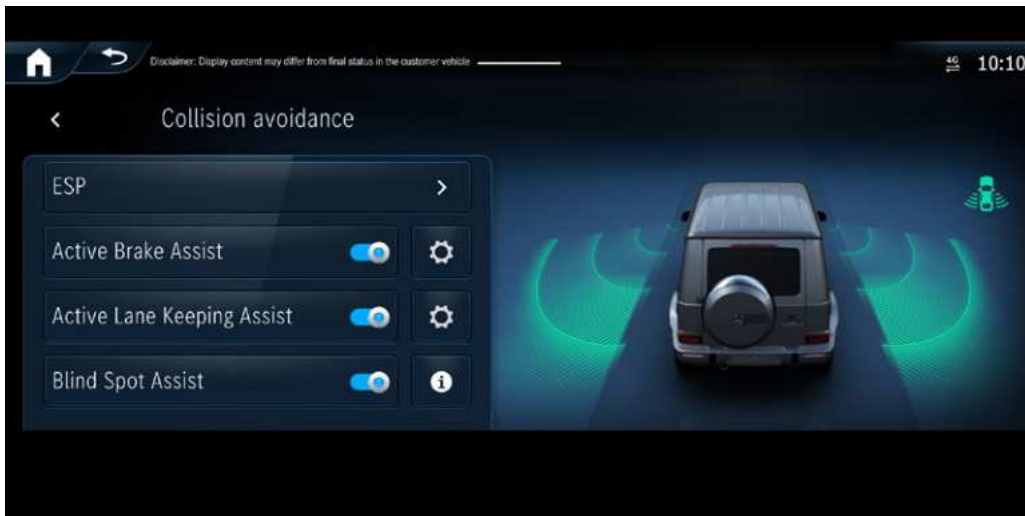 Disclaimer: Display content may differ from final status in the customer vehicle
4G 10:10
Collision avoidance
ESP
Active Brake Assist
Active Lane Keeping Assist
Blind Spot Assist